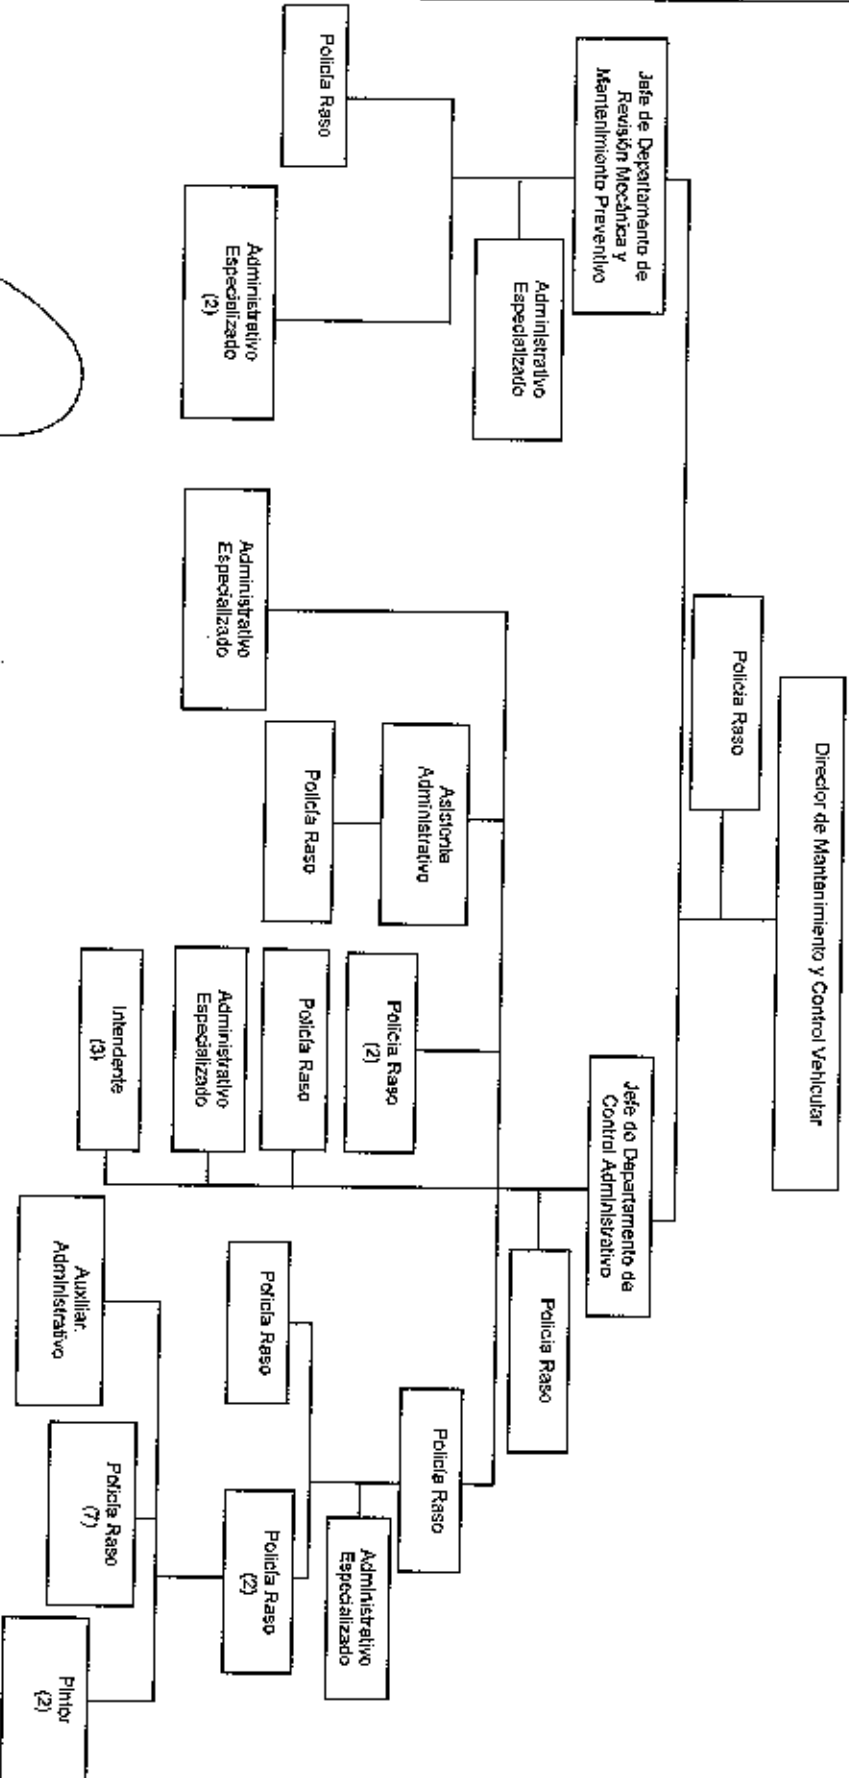 Director de Mantenimiento y Control Vehicular
Policía Raso
Jefe de Departamento de
Revisión Mecánica y
Mantenimiento Preventivo
Jefe de Departamento de
Control Administrativo
Administrativo
Especializado
Policía Raso
Policía Raso
Administrativo
Especializado
(2)
Administrativo
Especializado
Asistente
Administrativo
Policía Raso
Policía Raso
(2)
Policía Raso
Administrativo
Especializado
Intendente
(3)
Policía Raso
Administrativo
Especializado
Policía Raso
Policía Raso
(2)
Auxiliar.
Administrativo
Policía Raso
(7)
Pintor
(2)